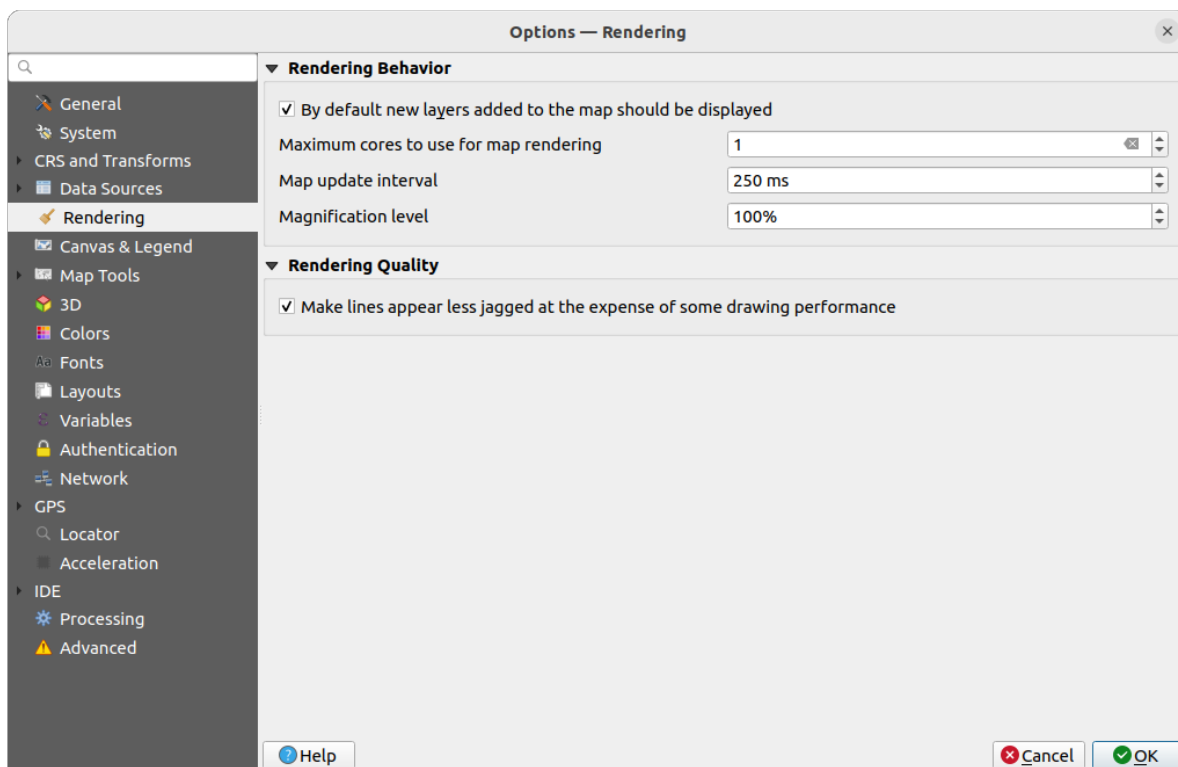 Options — Rendering
General
System
CRS and Transforms
Data Sources
Rendering
Canvas & Legend
Map Tools
3D
Colors
Aa Fonts
Layouts
ε Variables
Authentication
Network
GPS
Locator
Acceleration
IDE
Processing
Advanced
Rendering Behavior
By default new layers added to the map should be displayed
Maximum cores to use for map rendering 1
Map update interval 250 ms
Magnification level 100%
Rendering Quality
Make lines appear less jagged at the expense of some drawing performance
? Help
Cancel
OK